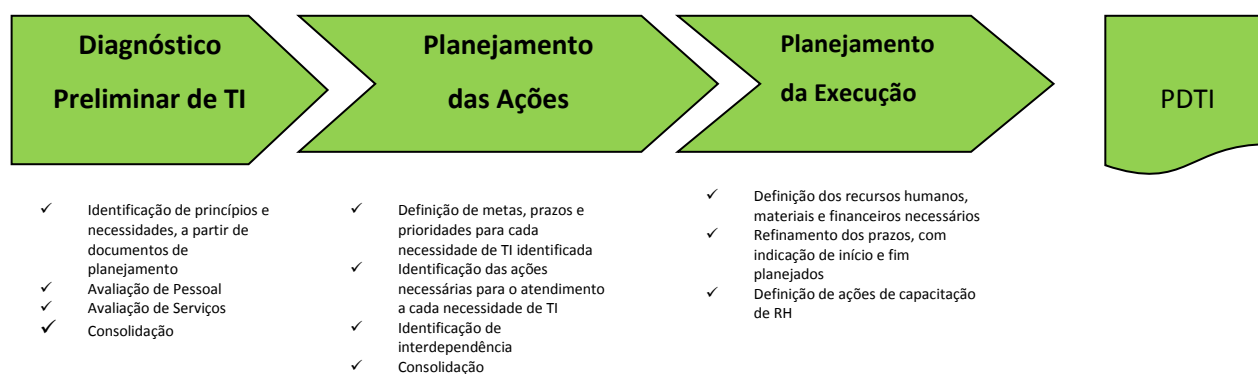 Diagnóstico
Preliminar de TI
Planejamento
das Ações
Planejamento
da Execução
PDTI
✓ Identificação de princípios e
necessidades, a partir de
documentos de
planejamento
✓ Avaliação de Pessoal
✓ Avaliação de Serviços
✓ Consolidação
✓ Definição de metas, prazos e
prioridades para cada
necessidade de TI identificada
✓ Identificação das ações
necessárias para o atendimento
a cada necessidade de TI
✓ Identificação de
interdependência
✓ Consolidação
✓ Definição dos recursos humanos,
materiais e financeiros necessários
✓ Refinamento dos prazos, com
indicação de início e fim
planejados
✓ Definição de ações de capacitação
de RH